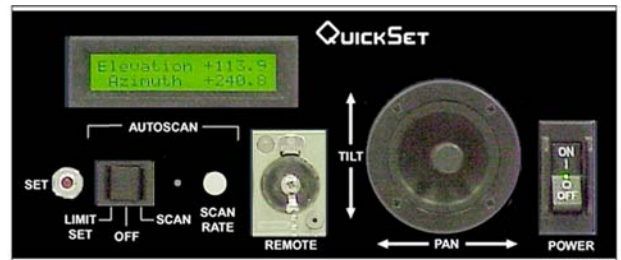 QUICKSET
Elevation +113.9
Azimuth +240.8
AUTOSCAN
SET
LIMIT SET
OFF
SCAN
SCAN RATE
REMOTE
TILT
PAN
ON
I
O
OFF
POWER